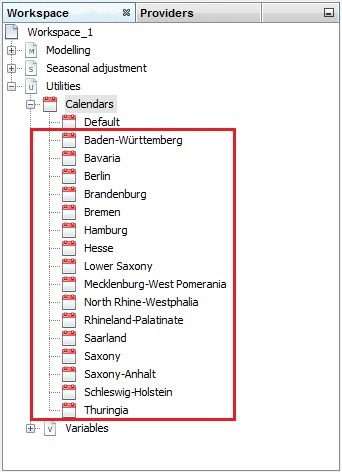 Workspace Providers
Workspace_1
M Modelling
S Seasonal adjustment
U Utilities
Calendars
Default
Baden-Württemberg
Bavaria
Berlin
Brandenburg
Bremen
Hamburg
Hesse
Lower Saxony
Mecklenburg-West Pomerania
North Rhine-Westphalia
Rhineland-Palatinate
Saarland
Saxony
Saxony-Anhalt
Schleswig-Holstein
Thuringia
V Variables